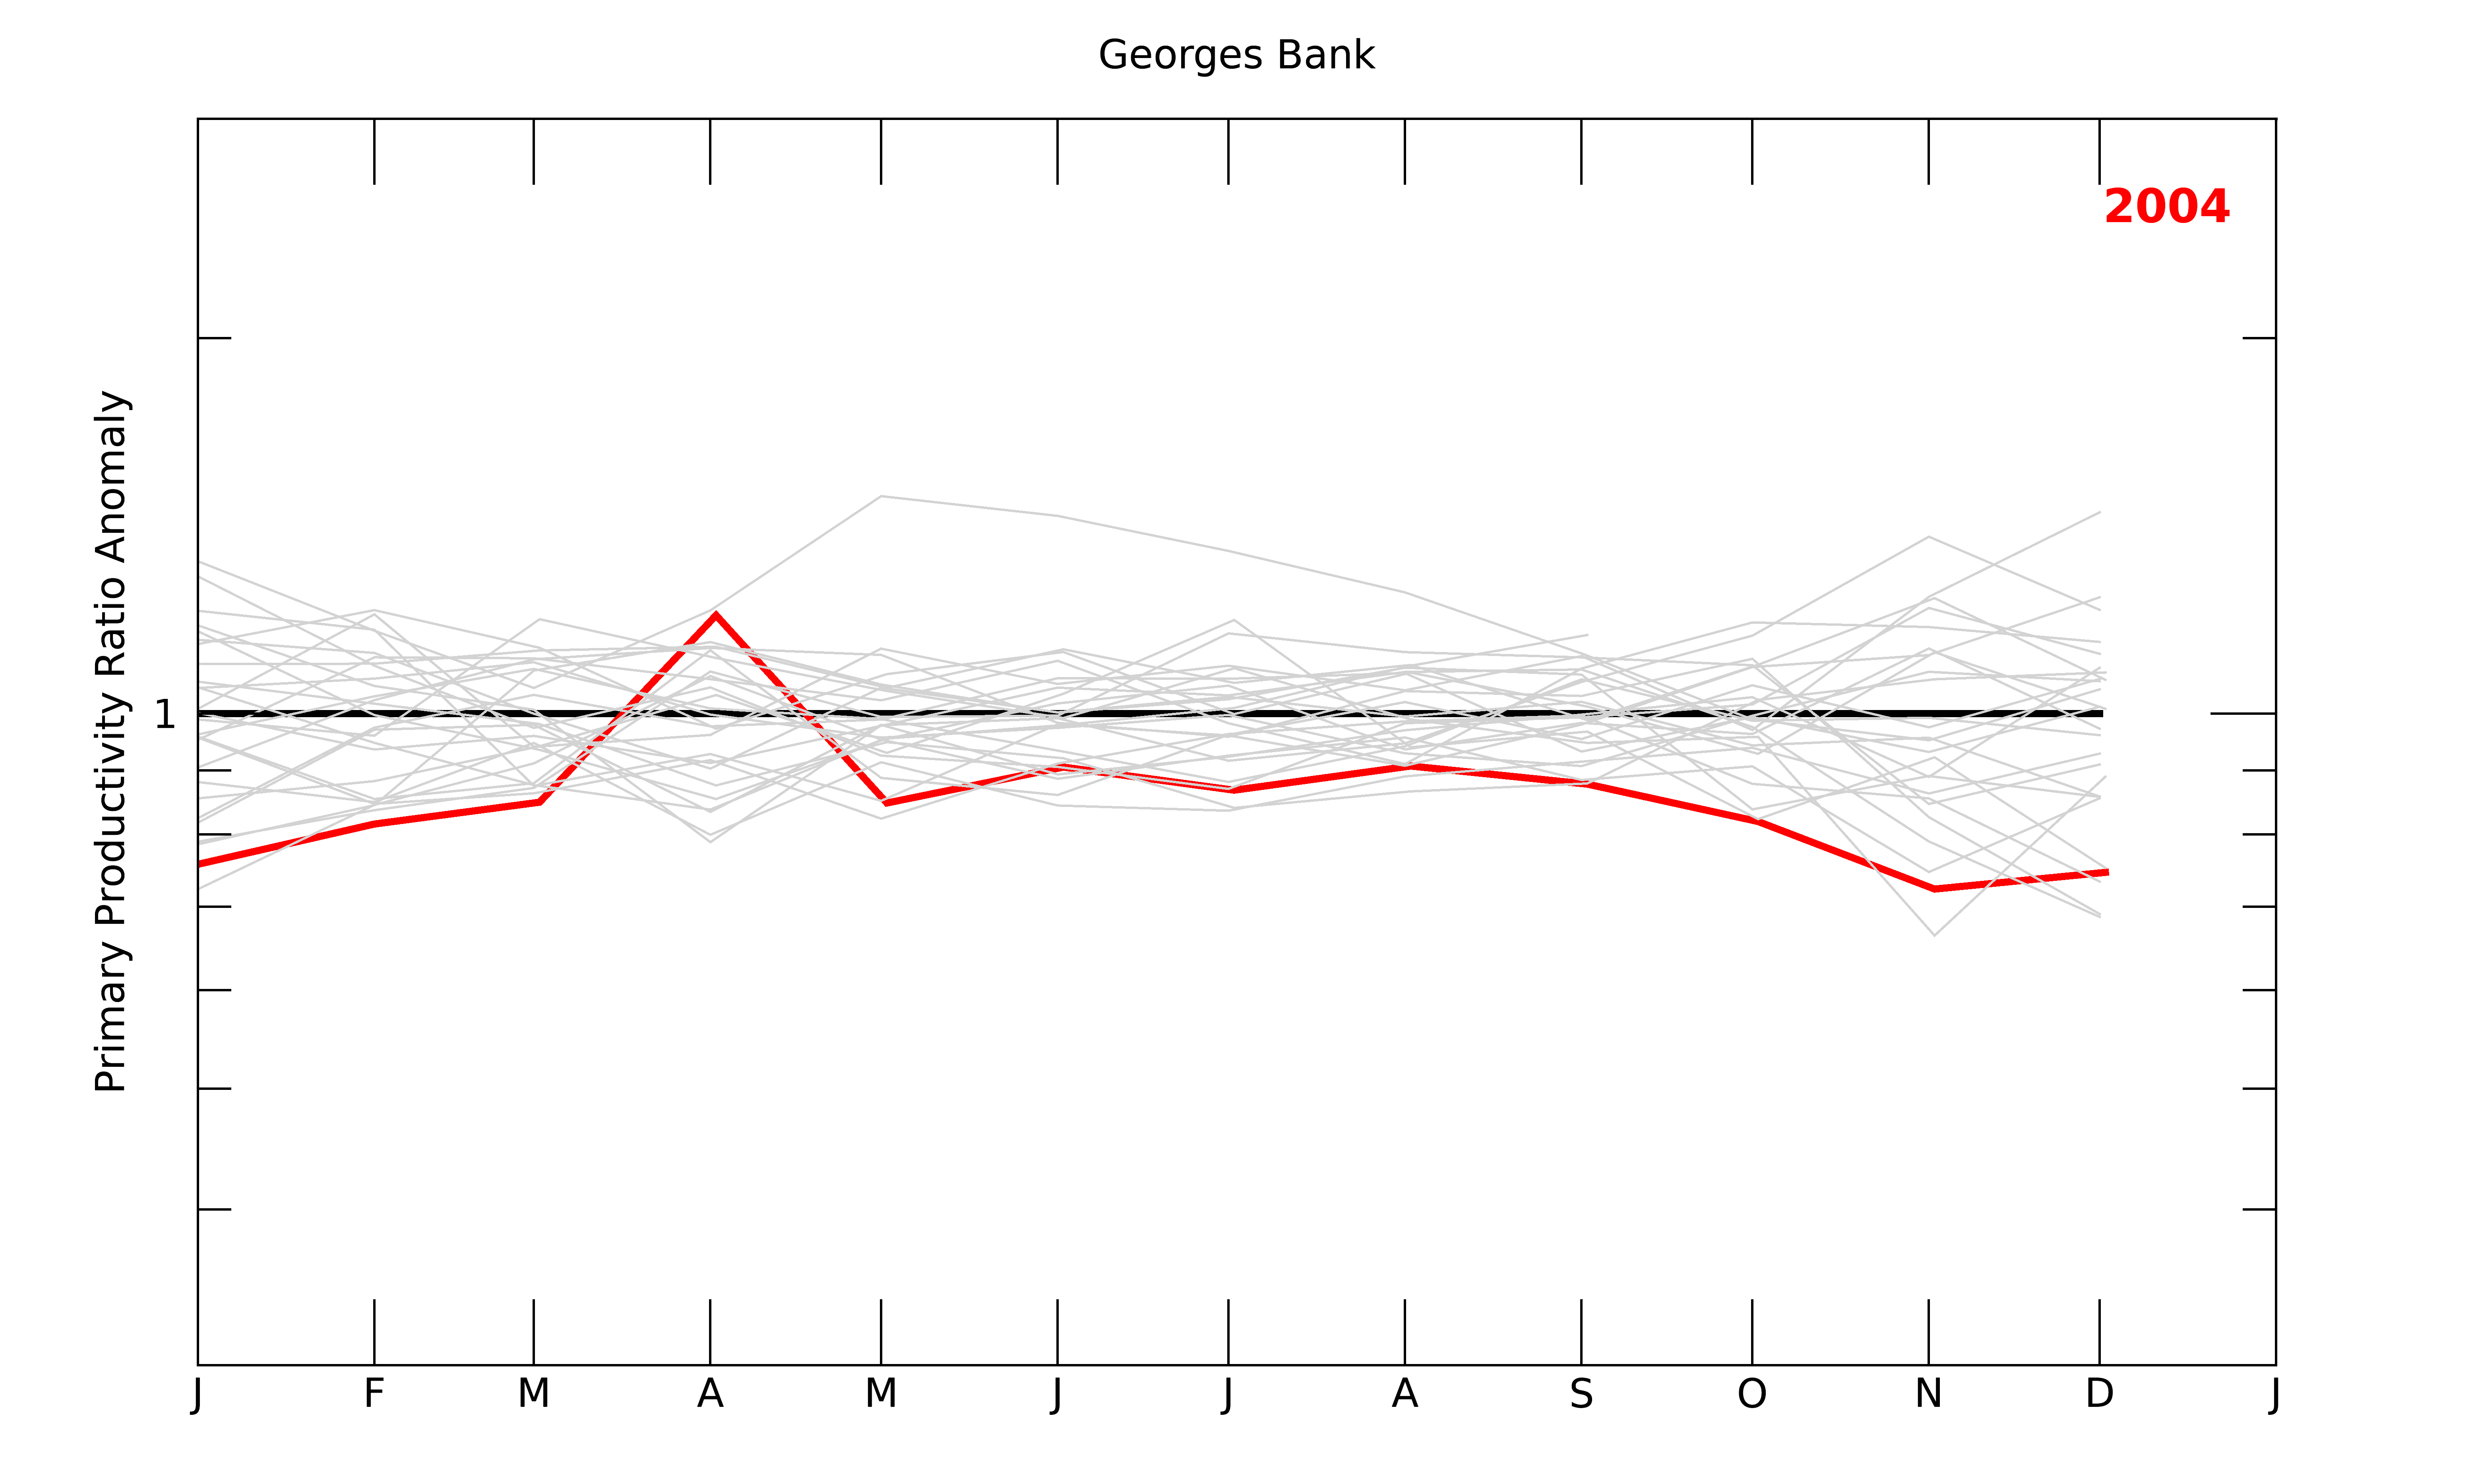 Georges Bank
2004
Primary Productivity Ratio Anomaly
1
J F M A M J J A S O N D J